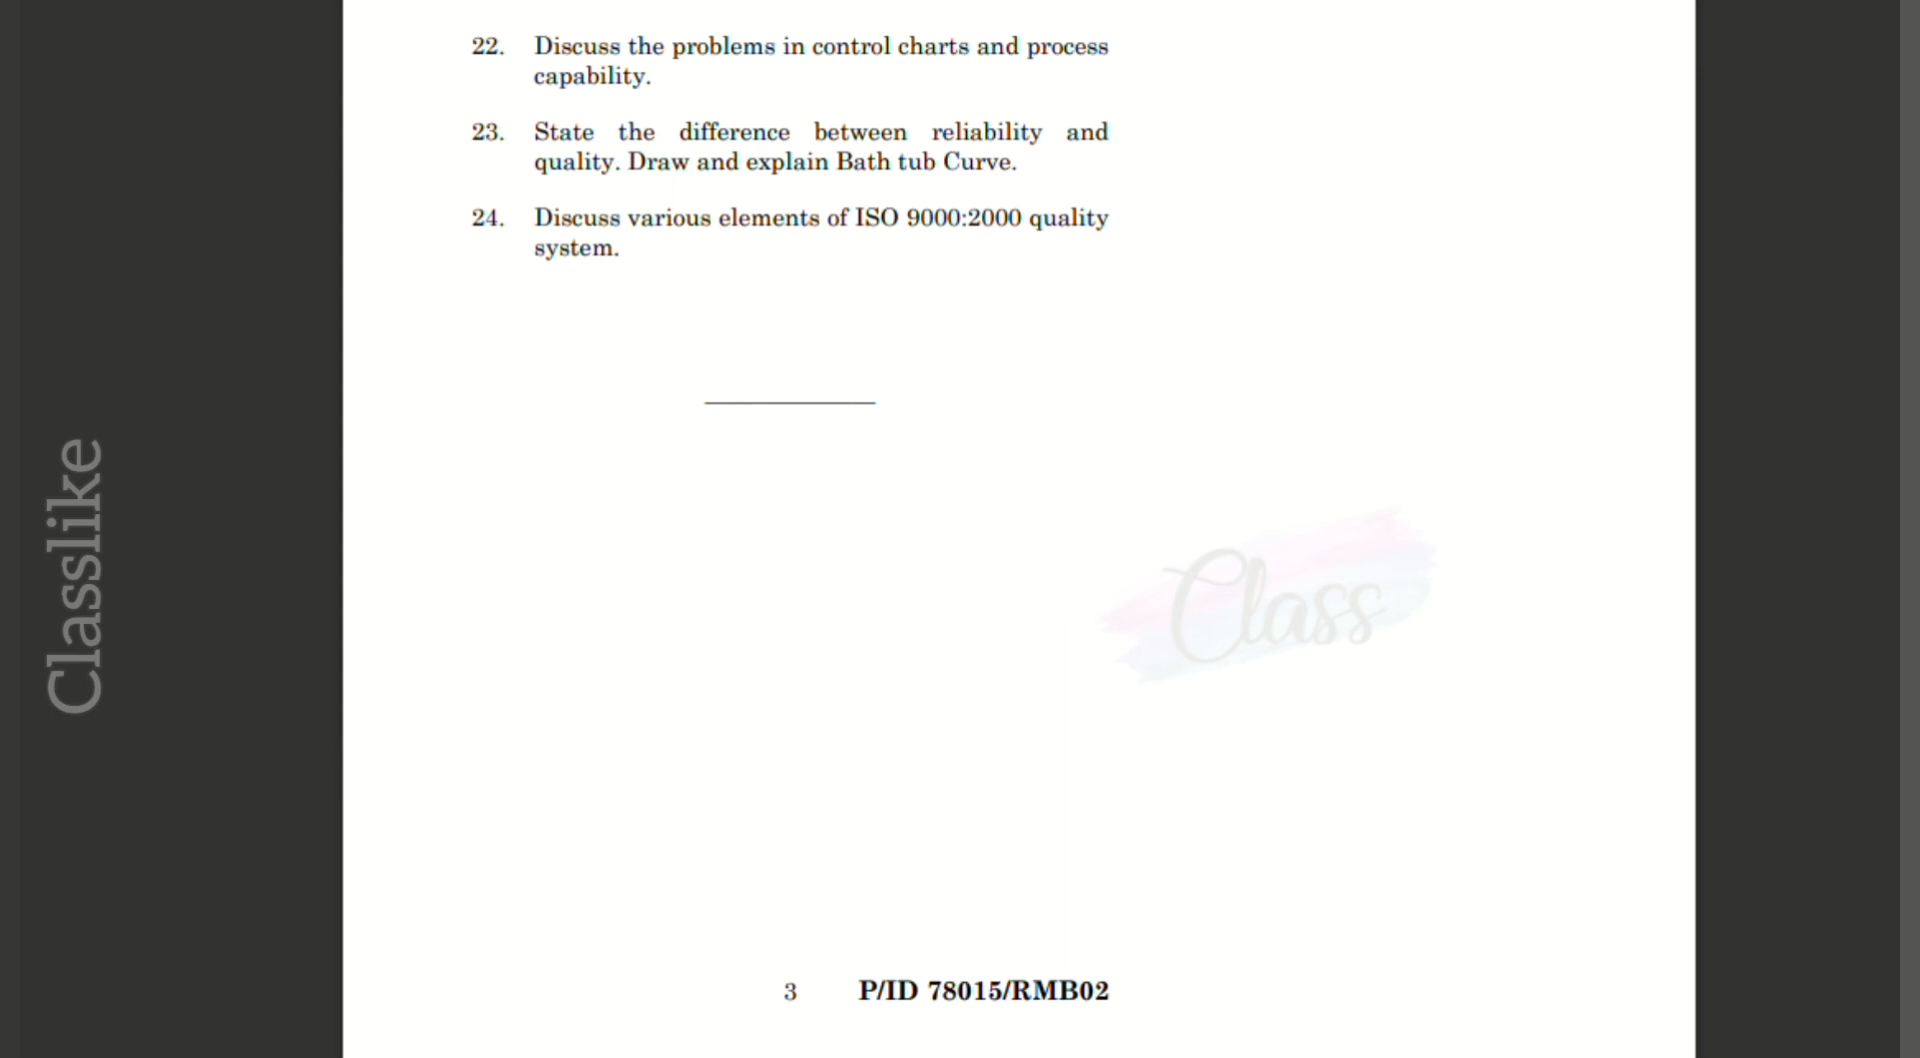 22. Discuss the problems in control charts and process
capability.
23. State the difference between reliability and
quality. Draw and explain Bath tub Curve.
24. Discuss various elements of ISO 9000:2000 quality
system.
Classlike
Class
3 P/ID 78015/RMB02